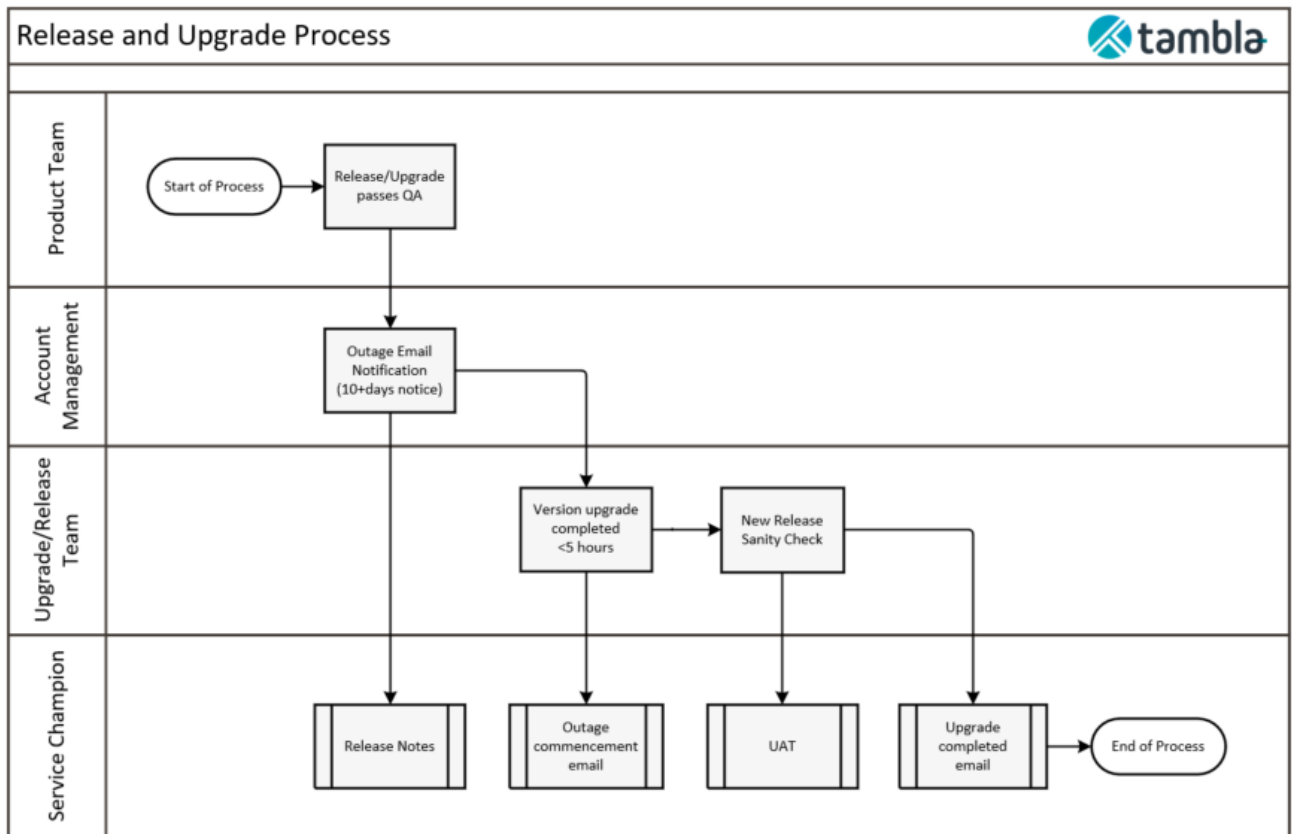 Release and Upgrade Process
tambla
Product Team
Start of Process
Release/Upgrade
passes QA
Account
Management
Outage Email
Notification
(10+days notice)
Upgrade/Release
Team
Version upgrade
completed
<5 hours
New Release
Sanity Check
Service Champion
Release Notes
Outage
commencement
email
UAT
Upgrade
completed
email
End of Process